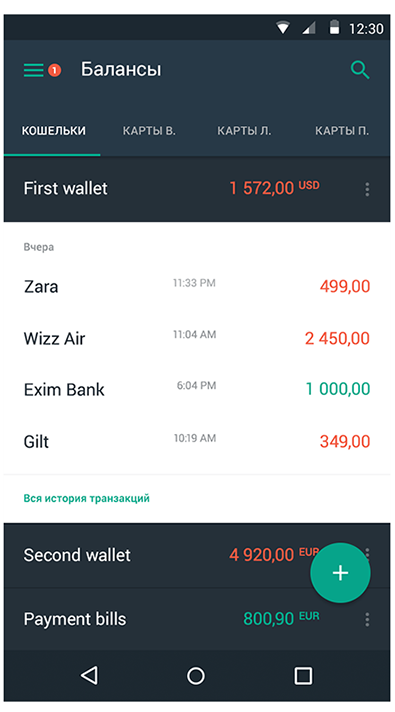 12:30
1 Балансы
КОШЕЛЬКИ КАРТЫ В. КАРТЫ Л. КАРТЫ П.
First wallet 1 572,00 USD
Вчера
Zara 11:33 PM 499,00
Wizz Air 11:04 AM 2 450,00
Exim Bank 6:04 PM 1 000,00
Gilt 10:19 AM 349,00
Вся история транзакций
Second wallet 4 920,00 EUR
+
Payment bills 800,90 EUR